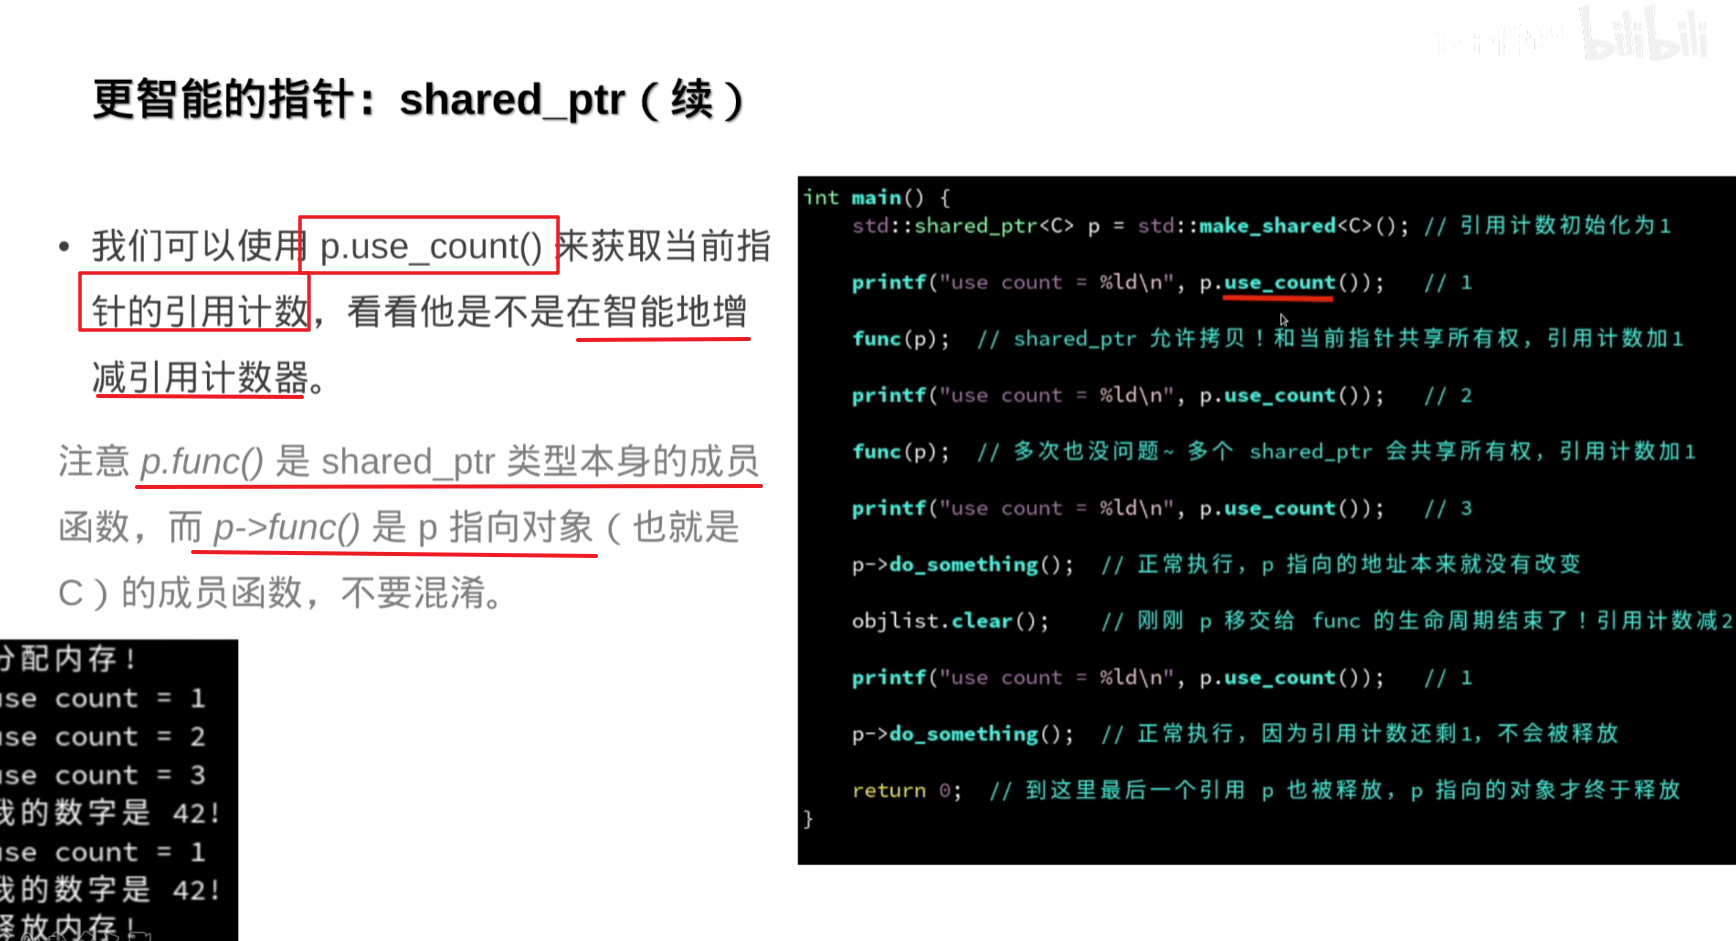 bilibili
更智能的指针：shared_ptr（续）
• 我们可以使用 p.use_count() 来获取当前指
针的引用计数，看看他是不是在智能地增
减引用计数器。
注意 p.func() 是 shared_ptr 类型本身的成员
函数，而 p->func() 是 p 指向对象（也就是
C）的成员函数，不要混淆。
分配内存！
use count = 1
use count = 2
use count = 3
我的数字是 42!
use count = 1
我的数字是 42!
释放内存！
int main() {
std::shared_ptr<C> p = std::make_shared<C>(); // 引用计数初始化为1
printf("use count = %ld\n", p.use_count()); // 1
func(p); // shared_ptr 允许拷贝！和当前指针共享所有权，引用计数加1
printf("use count = %ld\n", p.use_count()); // 2
func(p); // 多次也没问题~ 多个 shared_ptr 会共享所有权，引用计数加1
printf("use count = %ld\n", p.use_count()); // 3
p->do_something(); // 正常执行，p 指向的地址本来就没有改变
objlist.clear(); // 刚刚 p 移交给 func 的生命周期结束了！引用计数减2
printf("use count = %ld\n", p.use_count()); // 1
p->do_something(); // 正常执行，因为引用计数还剩1，不会被释放
return 0; // 到这里最后一个引用 p 也被释放，p 指向的对象才终于释放
}